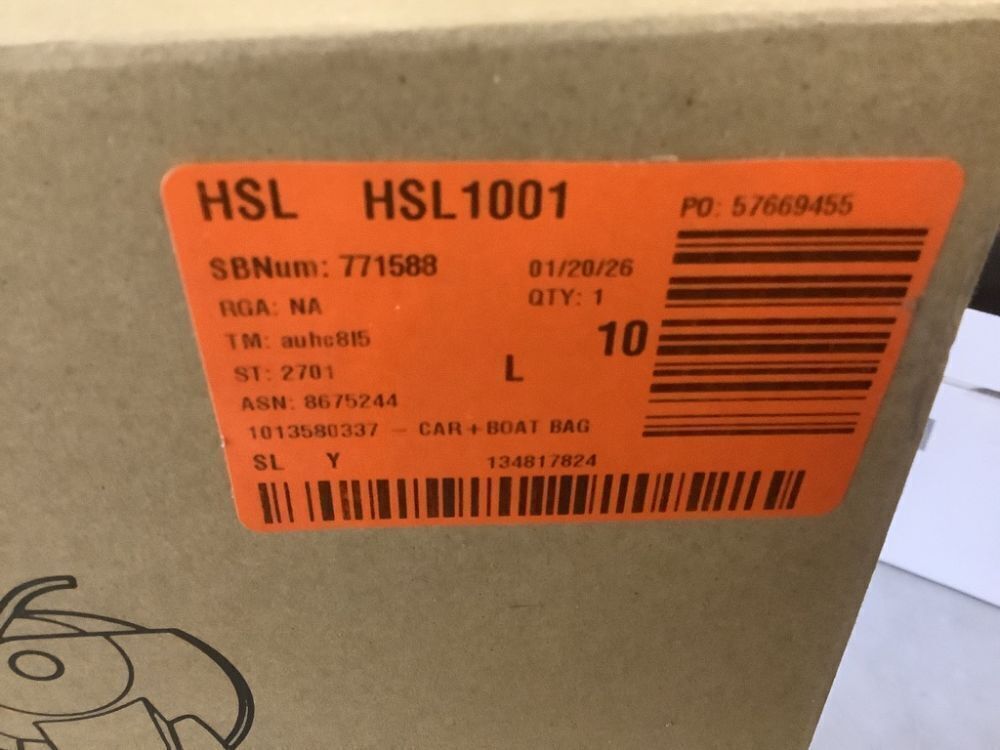 HSL HSL1001
PO: 57669455
SBNum: 771588 01/20/26
RGA: NA QTY: 1
TM: auhc8l5 10
ST: 2701 L
ASN: 8675244
1013580337 - CAR+BOAT BAG
SL Y 134817824